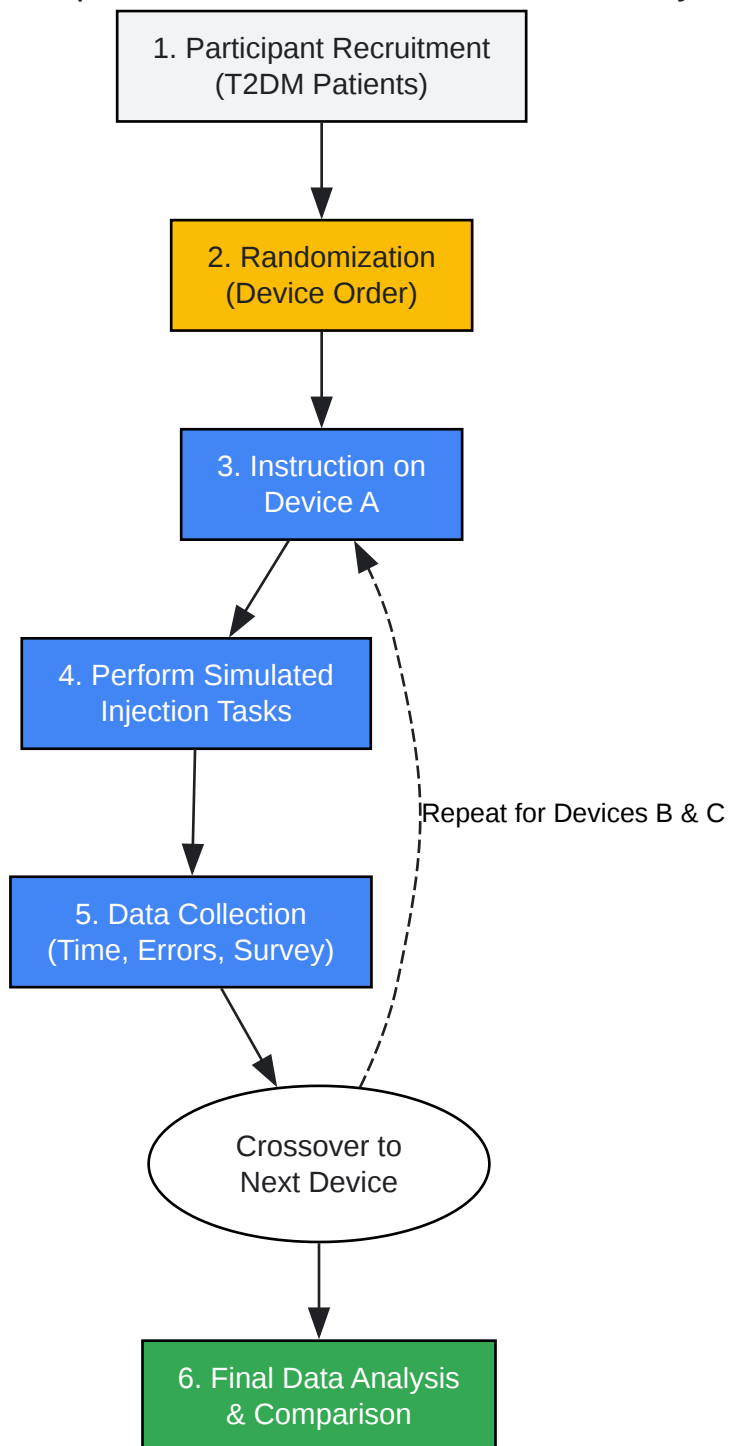 1. Participant Recruitment
(T2DM Patients)
2. Randomization
(Device Order)
3. Instruction on
Device A
4. Perform Simulated
Injection Tasks
Repeat for Devices B & C
5. Data Collection
(Time, Errors, Survey)
Crossover to
Next Device
6. Final Data Analysis
& Comparison